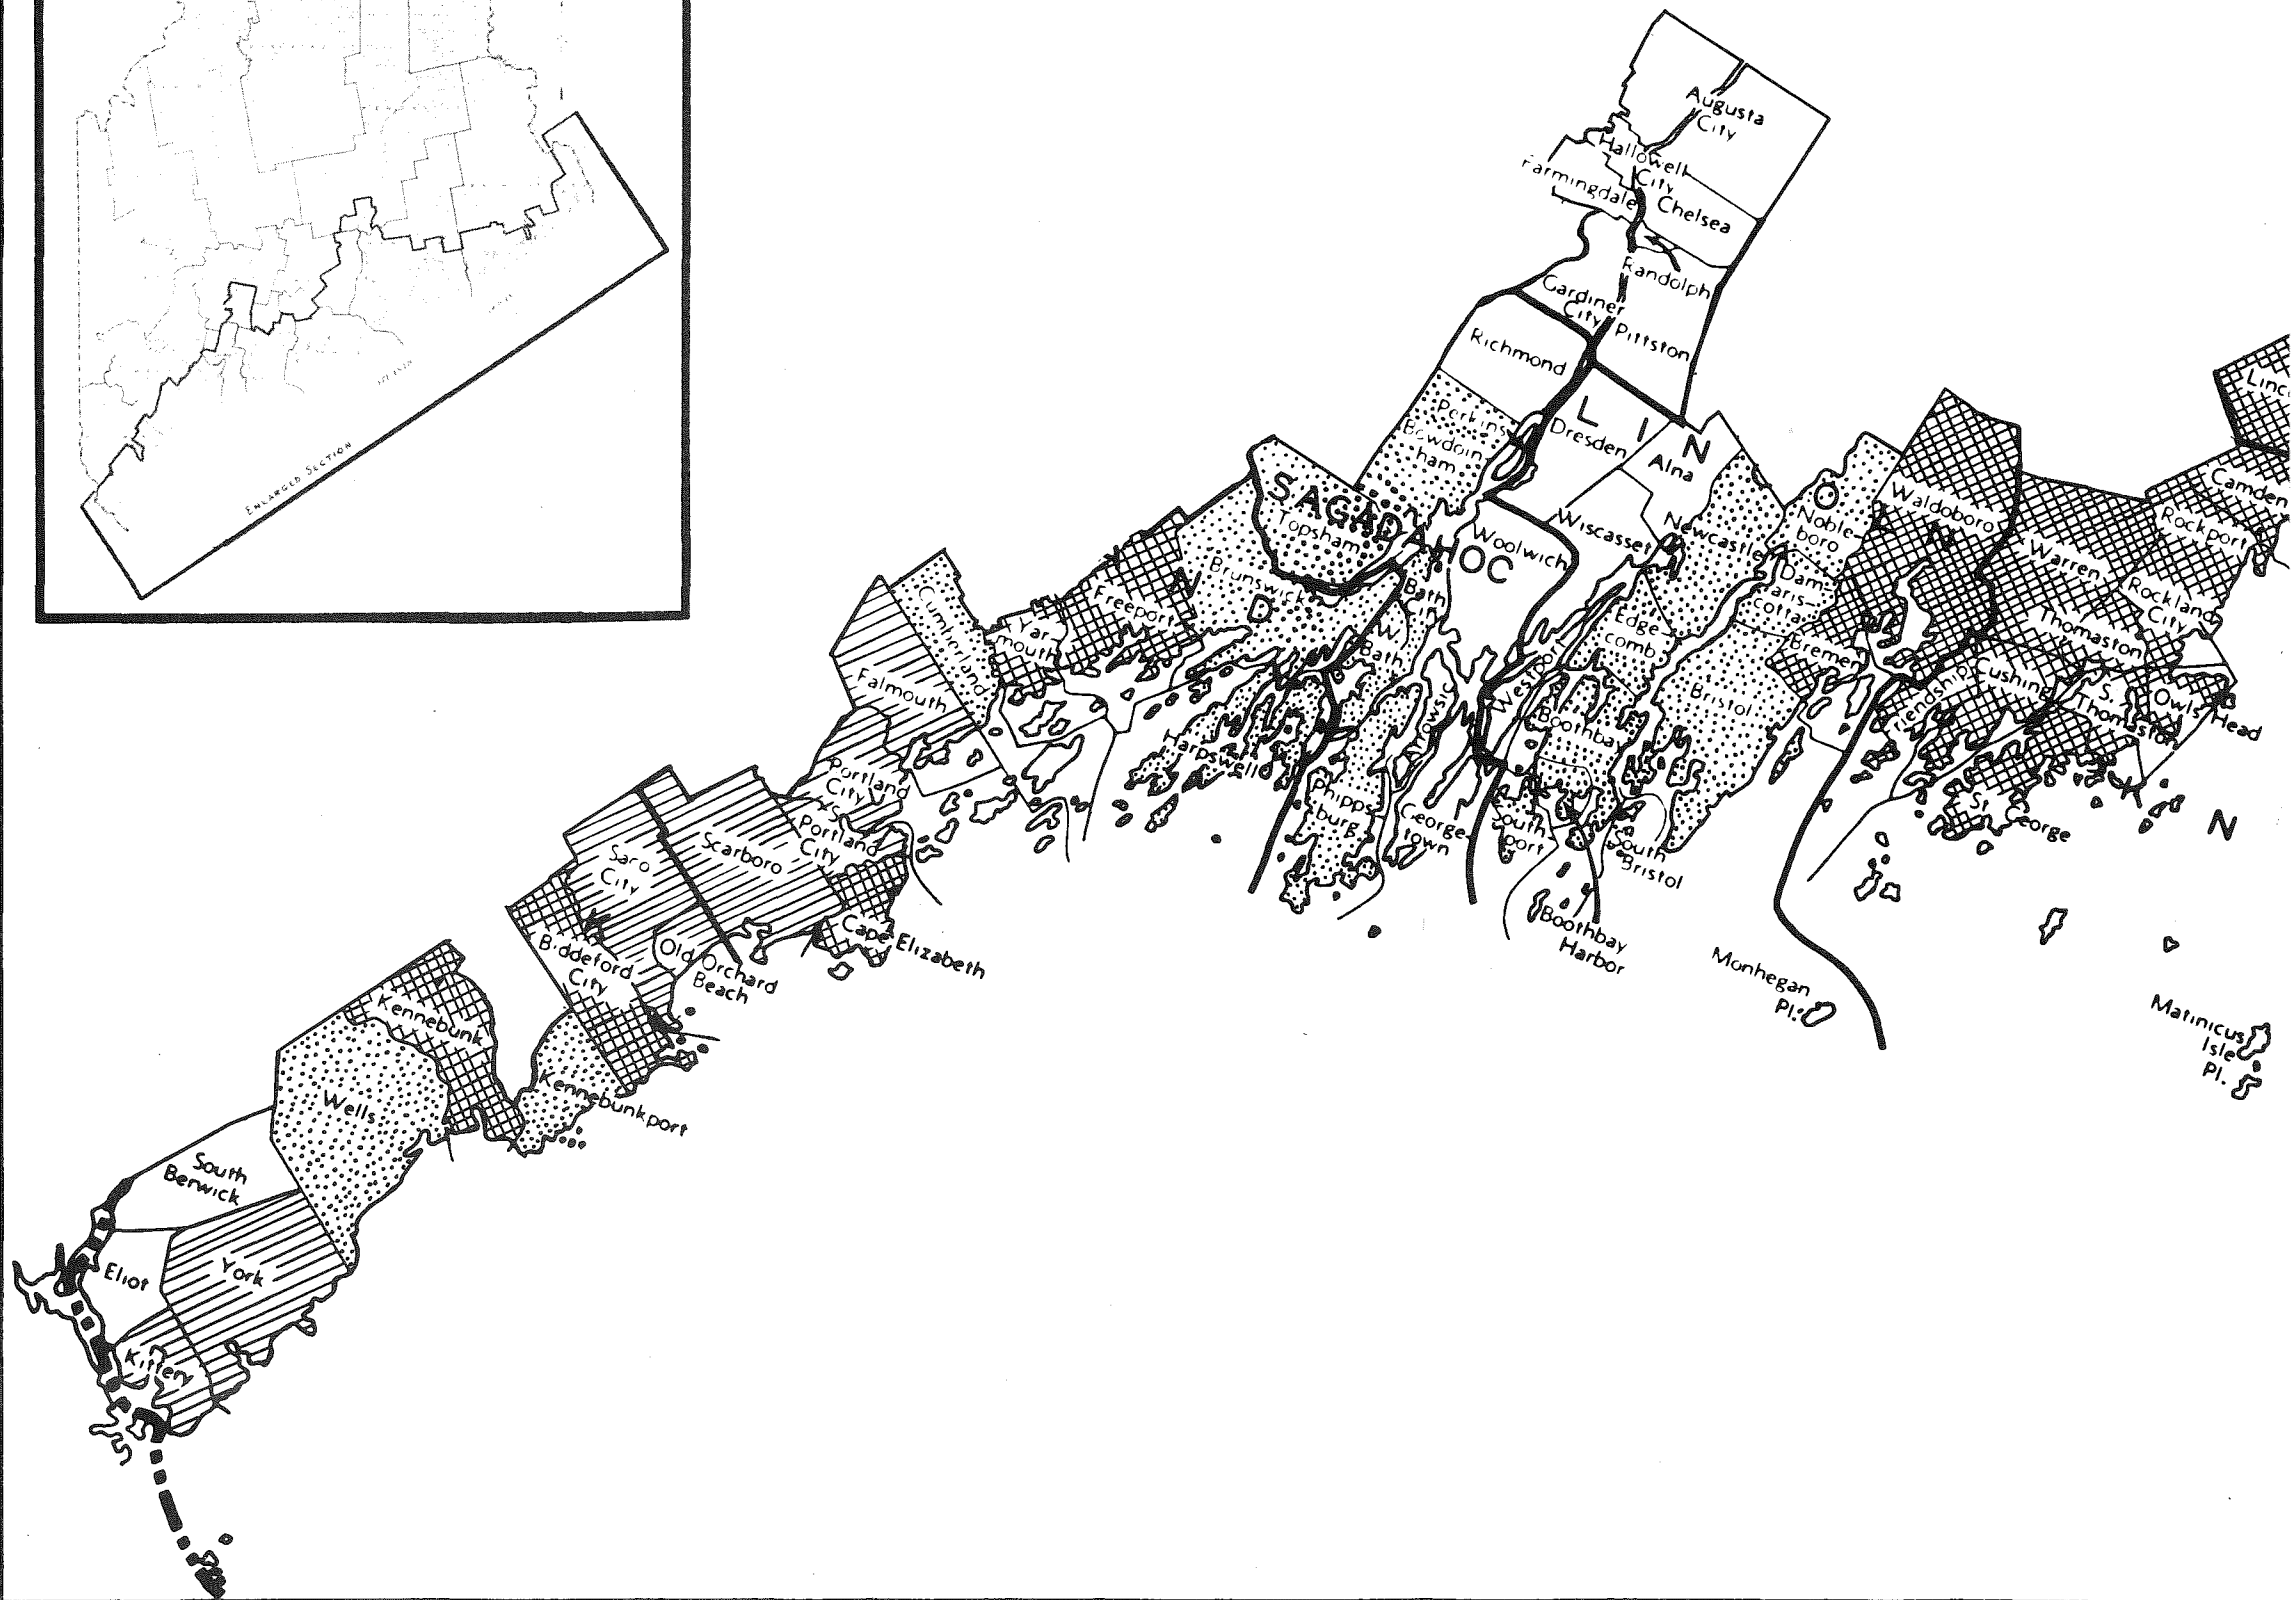 ENLARGED SECTION
Augusta
City
Hallowell
City
Farmingdale
Chelsea
Randolph
Gardiner
City
Pittston
Richmond
L I N
Dresden
Alna
Perkins
Bowdoin-
ham
SAGADAHOC
Topsham
Woolwich
Wiscasset
Newcastle
O
Noble-
boro
Waldoboro
Linc
Camden
Rockport
Warren
Rockland
City
Thomaston
Dam-
aris-
cotta
Bremen
Friendship
Cushing
S.
Thomaston
Owls
Head
St. George
K
N
N
D
Brunswick
Bath
City
W.
Bath
Edge-
comb
Bristol
Westport
Boothbay
Arrowsic
Harpswell
Phipps-
burg
George-
town
South-
port
South
Bristol
Boothbay
Harbor
Monhegan
Pl.
Matinicus
Isle
Pl.
Freeport
Yar-
mouth
Cumberland
Falmouth
Portland
City
S.
Portland
City
Scarboro
Cape Elizabeth
Saco
City
Old Orchard
Beach
Biddeford
City
Kennebunk
Kennebunkport
Wells
South
Berwick
York
Eliot
Kittery